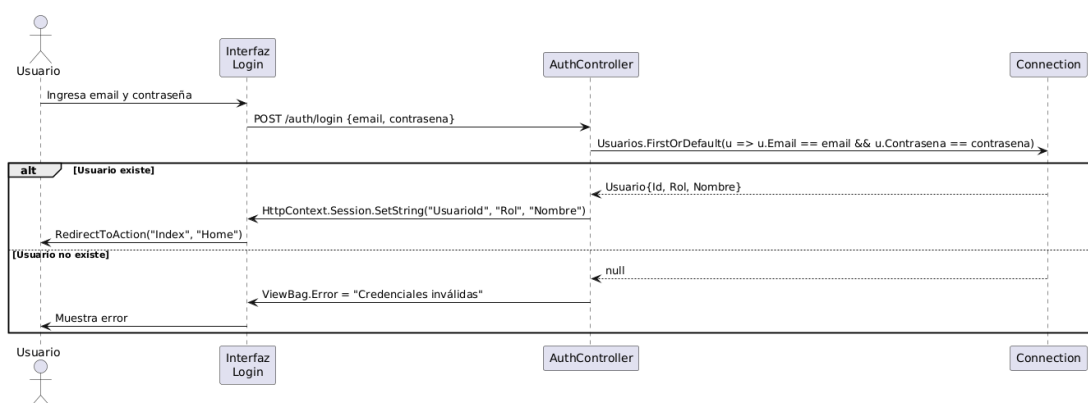 Usuario
Interfaz
Login
AuthController
Connection
Ingresa email y contraseña
POST /auth/login {email, contrasena}
Usuarios.FirstOrDefault(u => u.Email == email && u.Contrasena == contrasena)
alt
[Usuario existe]
Usuario{Id, Rol, Nombre}
HttpContext.Session.SetString("UsuarioId", "Rol", "Nombre")
RedirectToAction("Index", "Home")
[Usuario no existe]
null
ViewBag.Error = "Credenciales inválidas"
Muestra error
Usuario
Interfaz
Login
AuthController
Connection